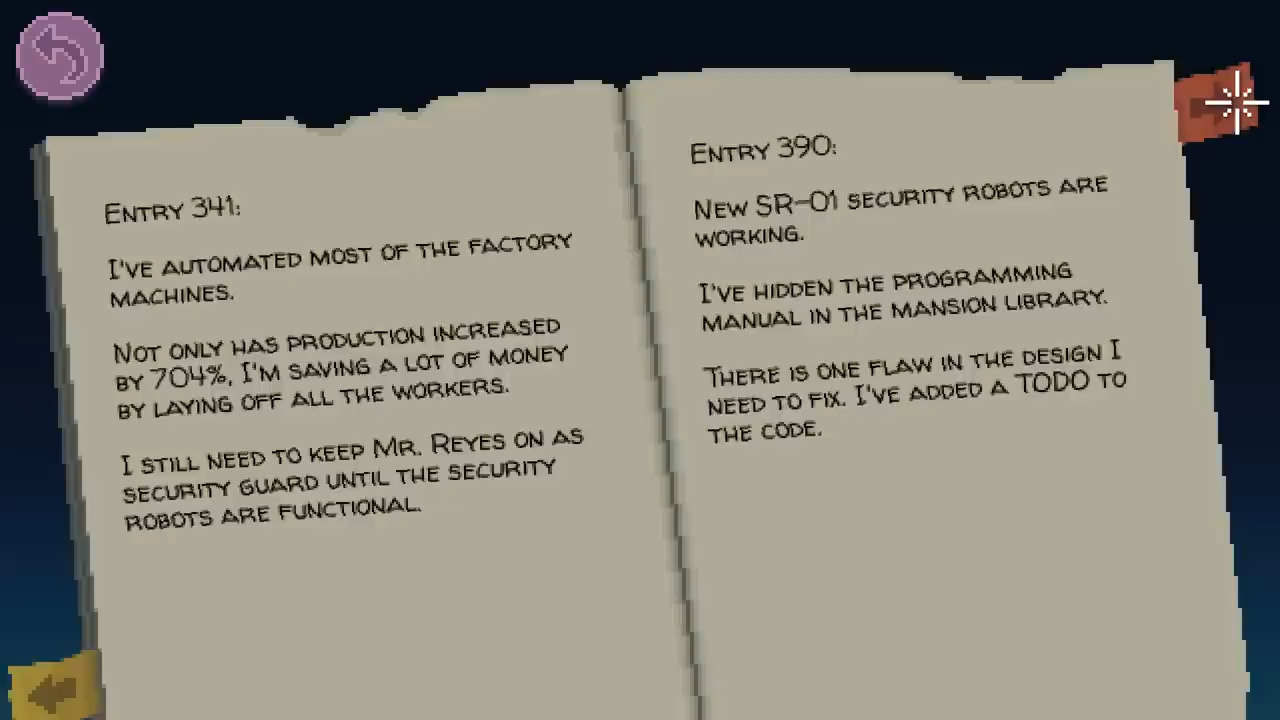 Entry 341:
I've automated most of the factory
machines.
Not only has production increased
by 704%, I'm saving a lot of money
by laying off all the workers.
I still need to keep Mr. Reyes on as
security guard until the security
robots are functional.
Entry 390:
New SR-01 security robots are
working.
I've hidden the programming
manual in the mansion library.
There is one flaw in the design I
need to fix. I've added a TODO to
the code.